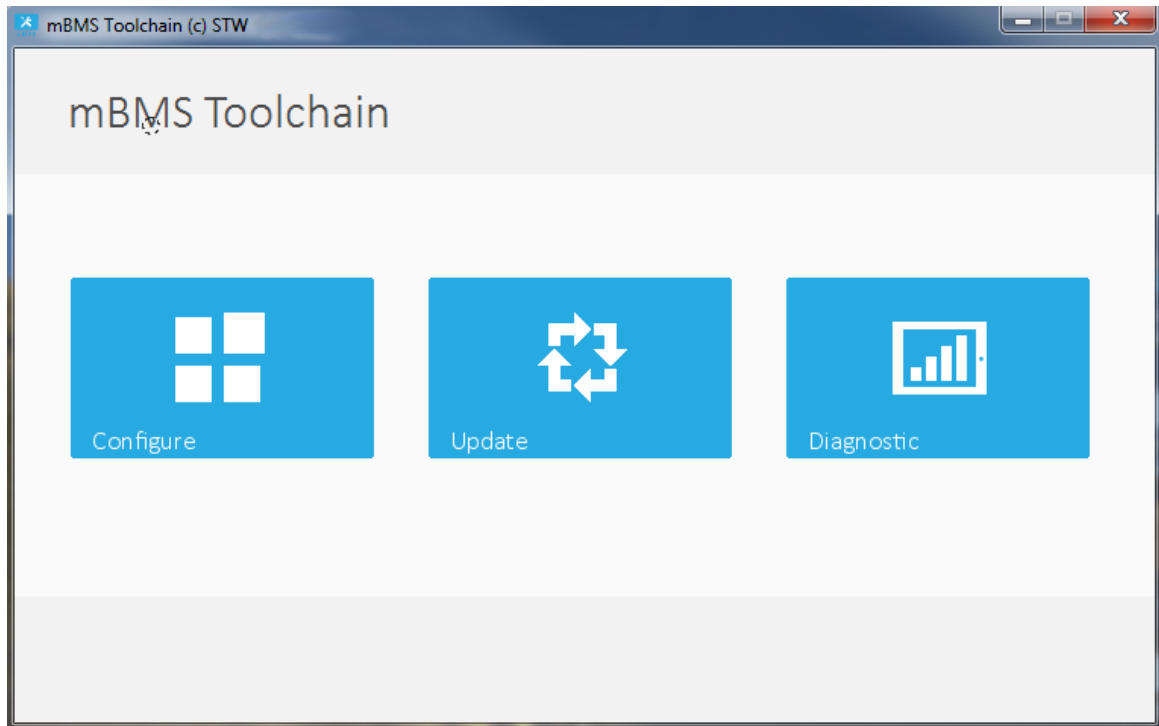 mBMS Toolchain (c) STW
mBMS Toolchain
Configure
Update
Diagnostic